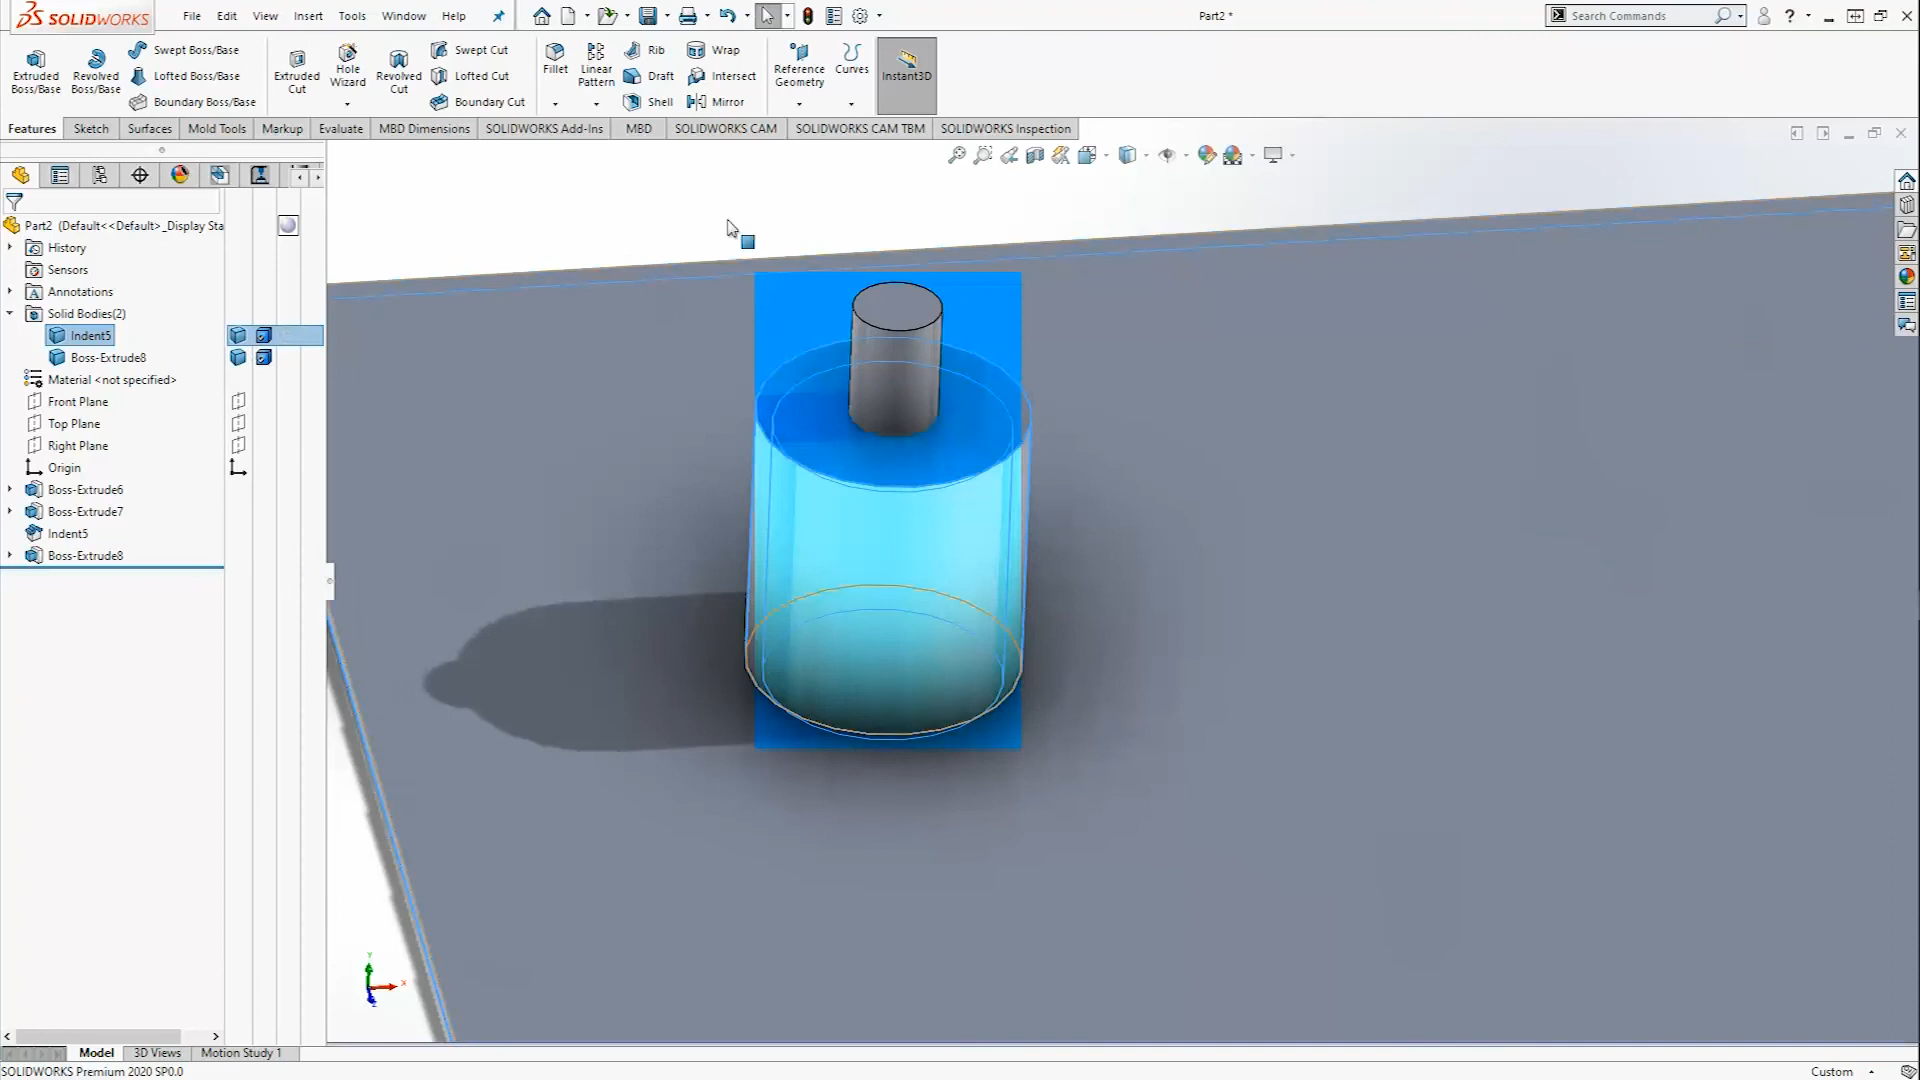 SOLIDWORKS File Edit View Insert Tools Window Help Part2 * Search Commands
Extruded Boss/Base
Revolved Boss/Base
Swept Boss/Base
Lofted Boss/Base
Boundary Boss/Base
Extruded Cut
Hole Wizard
Revolved Cut
Swept Cut
Lofted Cut
Boundary Cut
Fillet
Linear Pattern
Rib
Draft
Shell
Wrap
Intersect
Mirror
Reference Geometry
Curves
Instant3D
Features Sketch Surfaces Mold Tools Markup Evaluate MBD Dimensions SOLIDWORKS Add-Ins MBD SOLIDWORKS CAM SOLIDWORKS CAM TBM SOLIDWORKS Inspection
Part2 (Default<<Default>_Display Sta
History
Sensors
Annotations
Solid Bodies(2)
Indent5
Boss-Extrude8
Material <not specified>
Front Plane
Top Plane
Right Plane
Origin
Boss-Extrude6
Boss-Extrude7
Indent5
Boss-Extrude8
Y
X
Z
Model 3D Views Motion Study 1
SOLIDWORKS Premium 2020 SP0.0 Custom